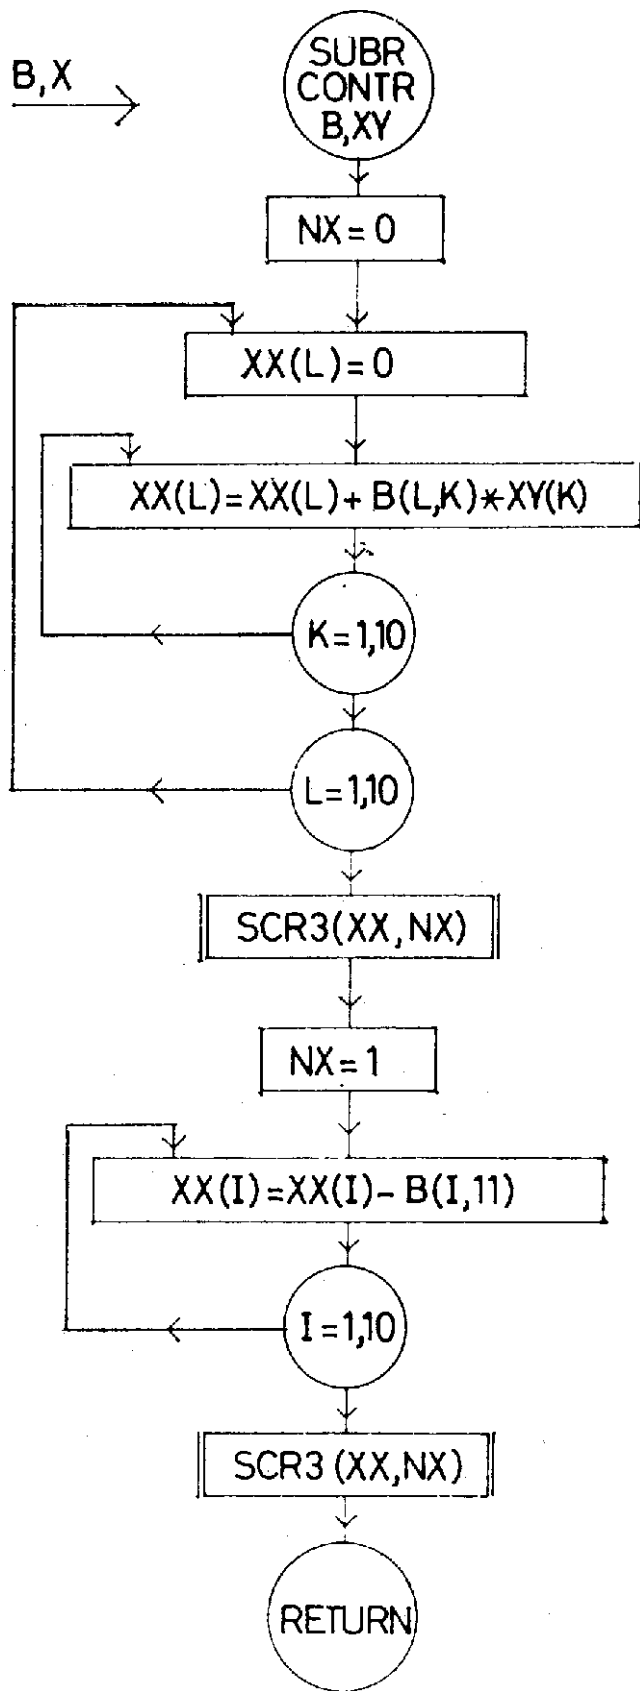 B,X
SUBR
CONTR
B,XY
NX=0
XX(L)=0
XX(L)=XX(L)+B(L,K)*XY(K)
K=1,10
L=1,10
SCR3(XX,NX)
NX=1
XX(I)=XX(I)-B(I,11)
I=1,10
SCR3(XX,NX)
RETURN